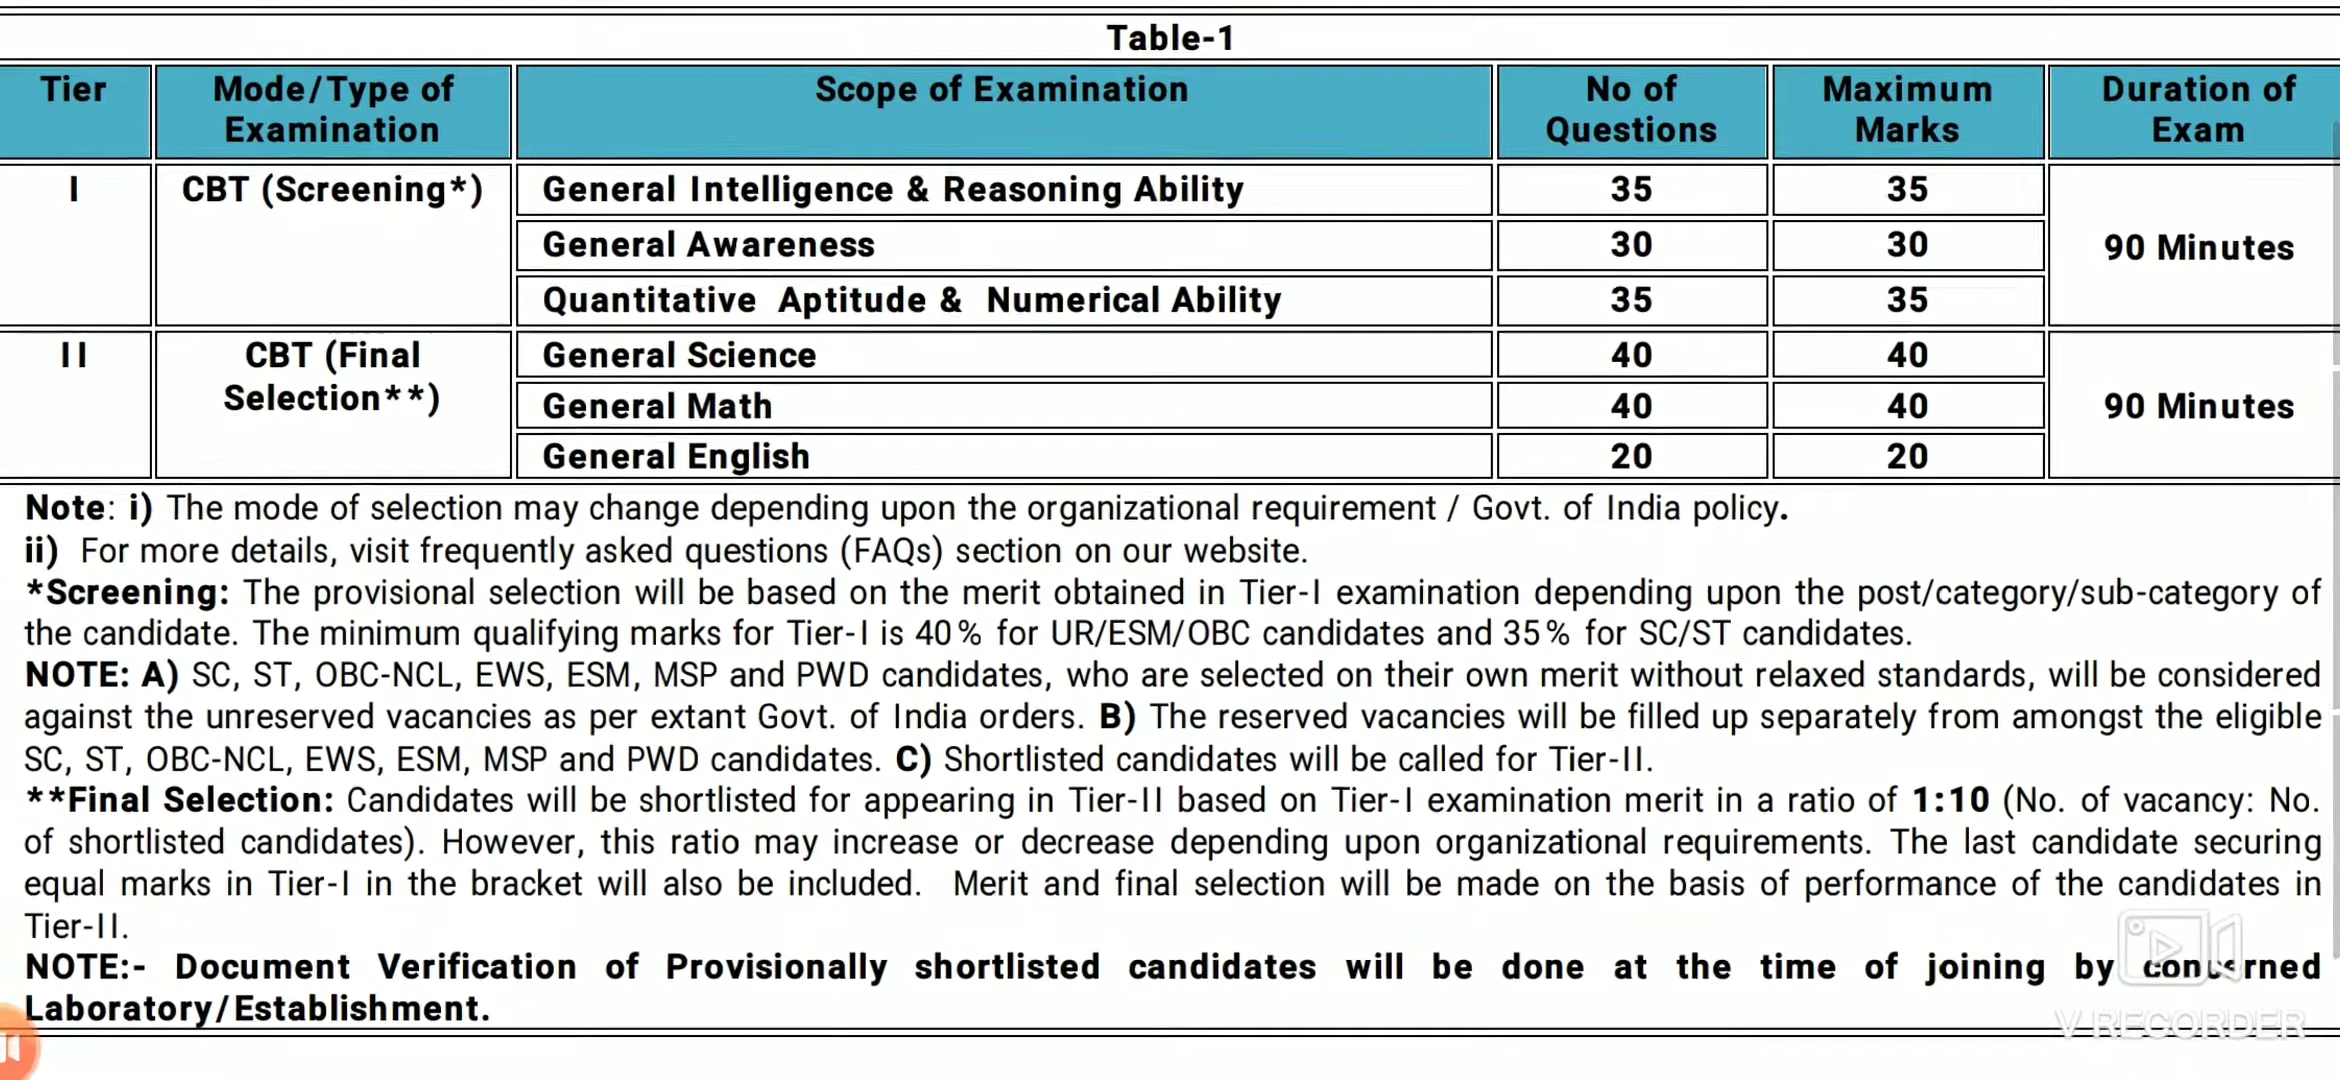 Table-1
Tier Mode/Type of Examination Scope of Examination No of Questions Maximum Marks Duration of Exam
I CBT (Screening*) General Intelligence & Reasoning Ability 35 35 90 Minutes
General Awareness 30 30
Quantitative Aptitude & Numerical Ability 35 35
II CBT (Final Selection**) General Science 40 40 90 Minutes
General Math 40 40
General English 20 20
Note: i) The mode of selection may change depending upon the organizational requirement / Govt. of India policy.
ii) For more details, visit frequently asked questions (FAQs) section on our website.
*Screening: The provisional selection will be based on the merit obtained in Tier-I examination depending upon the post/category/sub-category of
the candidate. The minimum qualifying marks for Tier-I is 40% for UR/ESM/OBC candidates and 35% for SC/ST candidates.
NOTE: A) SC, ST, OBC-NCL, EWS, ESM, MSP and PWD candidates, who are selected on their own merit without relaxed standards, will be considered
against the unreserved vacancies as per extant Govt. of India orders. B) The reserved vacancies will be filled up separately from amongst the eligible
SC, ST, OBC-NCL, EWS, ESM, MSP and PWD candidates. C) Shortlisted candidates will be called for Tier-II.
**Final Selection: Candidates will be shortlisted for appearing in Tier-II based on Tier-I examination merit in a ratio of 1:10 (No. of vacancy: No.
of shortlisted candidates). However, this ratio may increase or decrease depending upon organizational requirements. The last candidate securing
equal marks in Tier-I in the bracket will also be included. Merit and final selection will be made on the basis of performance of the candidates in
Tier-II.
NOTE:- Document Verification of Provisionally shortlisted candidates will be done at the time of joining by concerned
Laboratory/Establishment.
V RECORDER